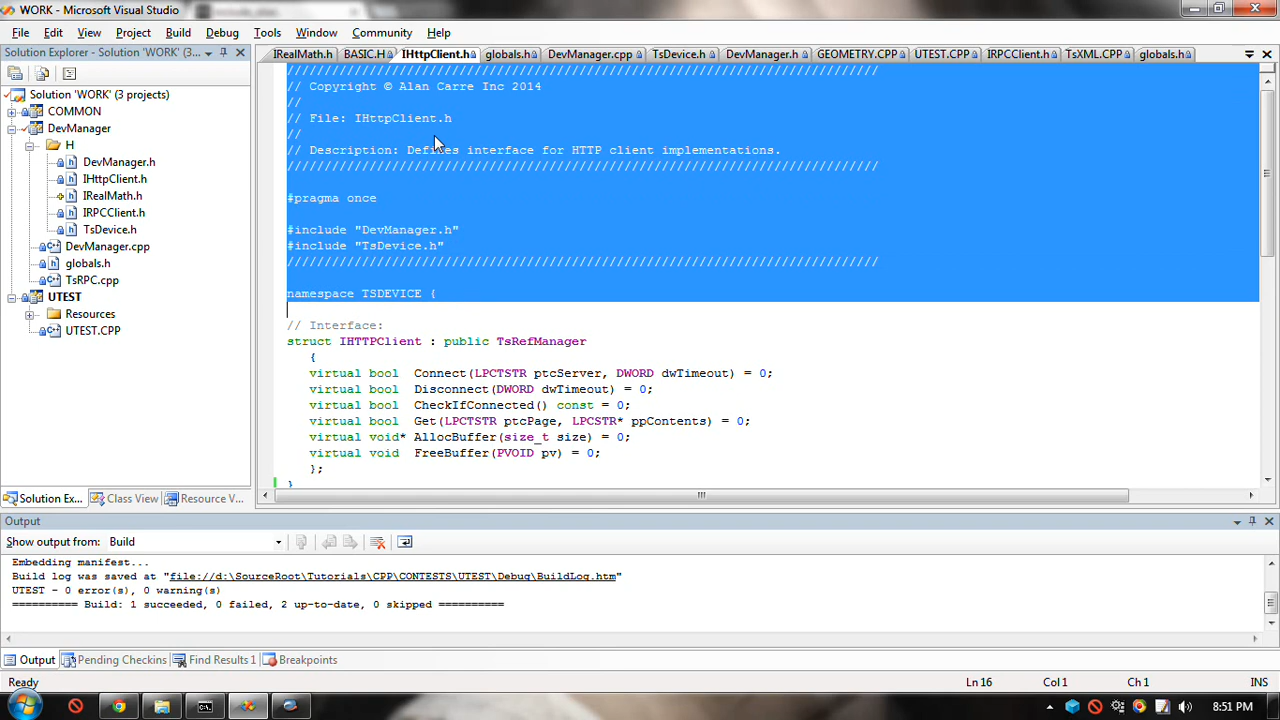 WORK - Microsoft Visual Studio
File Edit View Project Build Debug Tools Window Community Help
Solution Explorer - Solution 'WORK' (3 projects)
IRealMath.h BASIC.H IHttpClient.h globals.h DevManager.cpp TsDevice.h DevManager.h GEOMETRY.CPP UTEST.CPP IRPCClient.h TsXML.CPP globals.h
Solution 'WORK' (3 projects)
COMMON
DevManager
H
DevManager.h
IHttpClient.h
IRealMath.h
IRPCClient.h
TsDevice.h
DevManager.cpp
globals.h
TsRPC.cpp
UTEST
Resources
UTEST.CPP
Solution Ex... Class View Resource V...
///////////////////////////////////////////////////////////////////////////////
// Copyright © Alan Carre Inc 2014
//
// File: IHttpClient.h
//
// Description: Defines interface for HTTP client implementations.
///////////////////////////////////////////////////////////////////////////////
#pragma once
#include "DevManager.h"
#include "TsDevice.h"
///////////////////////////////////////////////////////////////////////////////
namespace TSDEVICE {
// Interface:
struct IHTTPClient : public TsRefManager
{
virtual bool Connect(LPCTSTR ptcServer, DWORD dwTimeout) = 0;
virtual bool Disconnect(DWORD dwTimeout) = 0;
virtual bool CheckIfConnected() const = 0;
virtual bool Get(LPCTSTR ptcPage, LPCSTR* ppContents) = 0;
virtual void* AllocBuffer(size_t size) = 0;
virtual void FreeBuffer(PVOID pv) = 0;
};
}
Output
Show output from: Build
Embedding manifest...
Build log was saved at "file://d:\SourceRoot\Tutorials\CPP\CONTESTS\UTEST\Debug\BuildLog.htm"
UTEST - 0 error(s), 0 warning(s)
========== Build: 1 succeeded, 0 failed, 2 up-to-date, 0 skipped ==========
Output Pending Checkins Find Results 1 Breakpoints
Ready Ln 16 Col 1 Ch 1 INS
8:51 PM